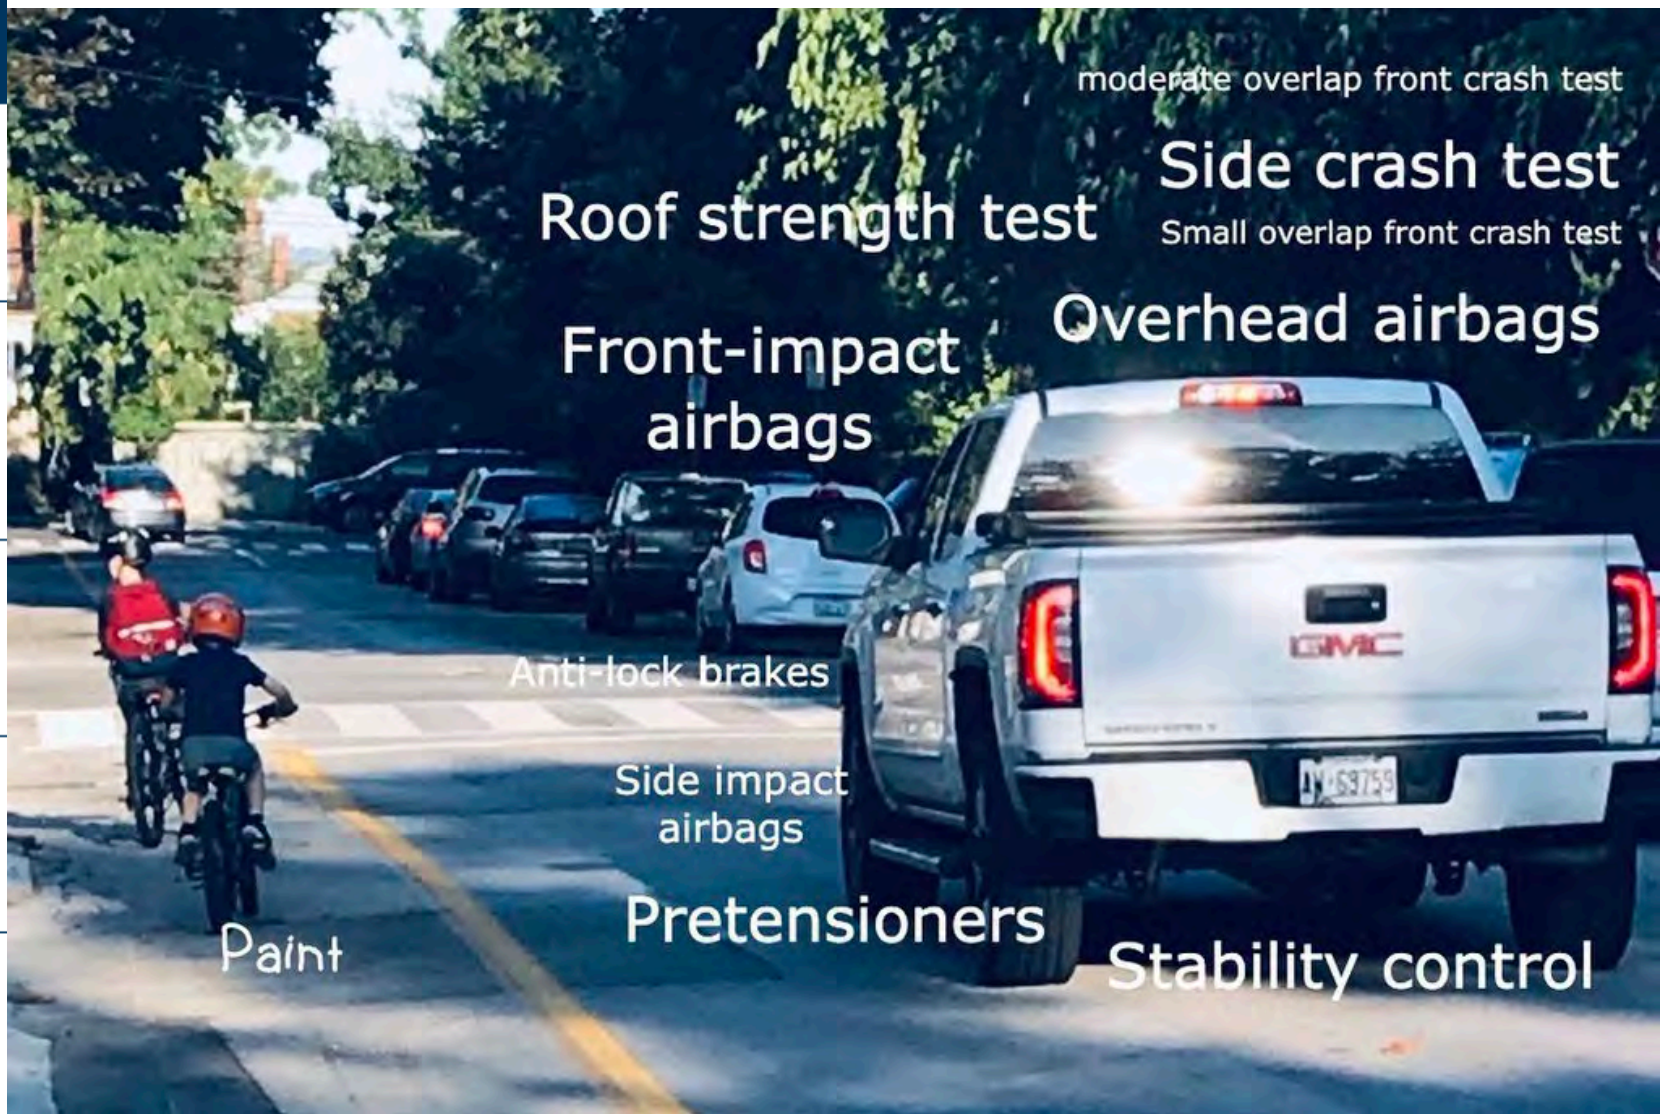 moderate overlap front crash test
Side crash test
Roof strength test
Small overlap front crash test
Overhead airbags
Front-impact
airbags
GMC
Anti-lock brakes
Side impact
airbags
Pretensioners
Paint
Stability control